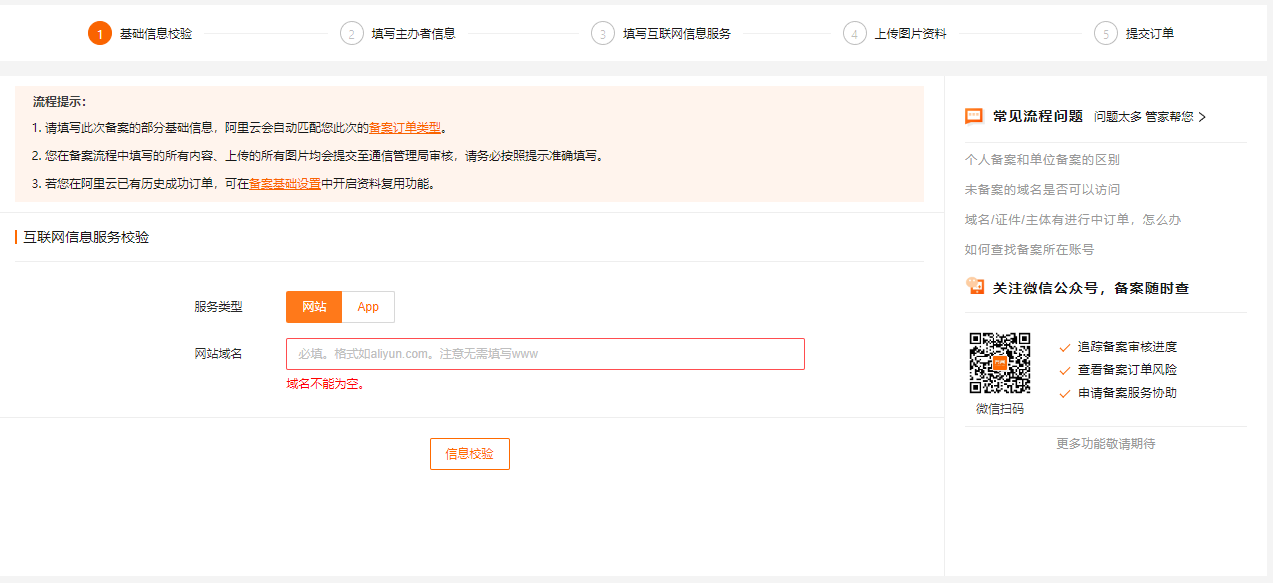 1 基础信息校验 2 填写主办者信息 3 填写互联网信息服务 4 上传图片资料 5 提交订单
流程提示：
1. 请填写此次备案的部分基础信息，阿里云会自动匹配您此次的备案订单类型。
2. 您在备案流程中填写的所有内容、上传的所有图片均会提交至通信管理局审核，请务必按照提示准确填写。
3. 若您在阿里云已有历史成功订单，可在备案基础设置中开启资料复用功能。
互联网信息服务校验
服务类型 网站 App
网站域名 必填。格式如aliyun.com。注意无需填写www
域名不能为空。
信息校验
常见流程问题 问题太多 管家帮您
个人备案和单位备案的区别
未备案的域名是否可以访问
域名/证件/主体有进行中订单，怎么办
如何查找备案所在账号
关注微信公众号，备案随时查
追踪备案审核进度
查看备案订单风险
申请备案服务协助
微信扫码
更多功能敬请期待